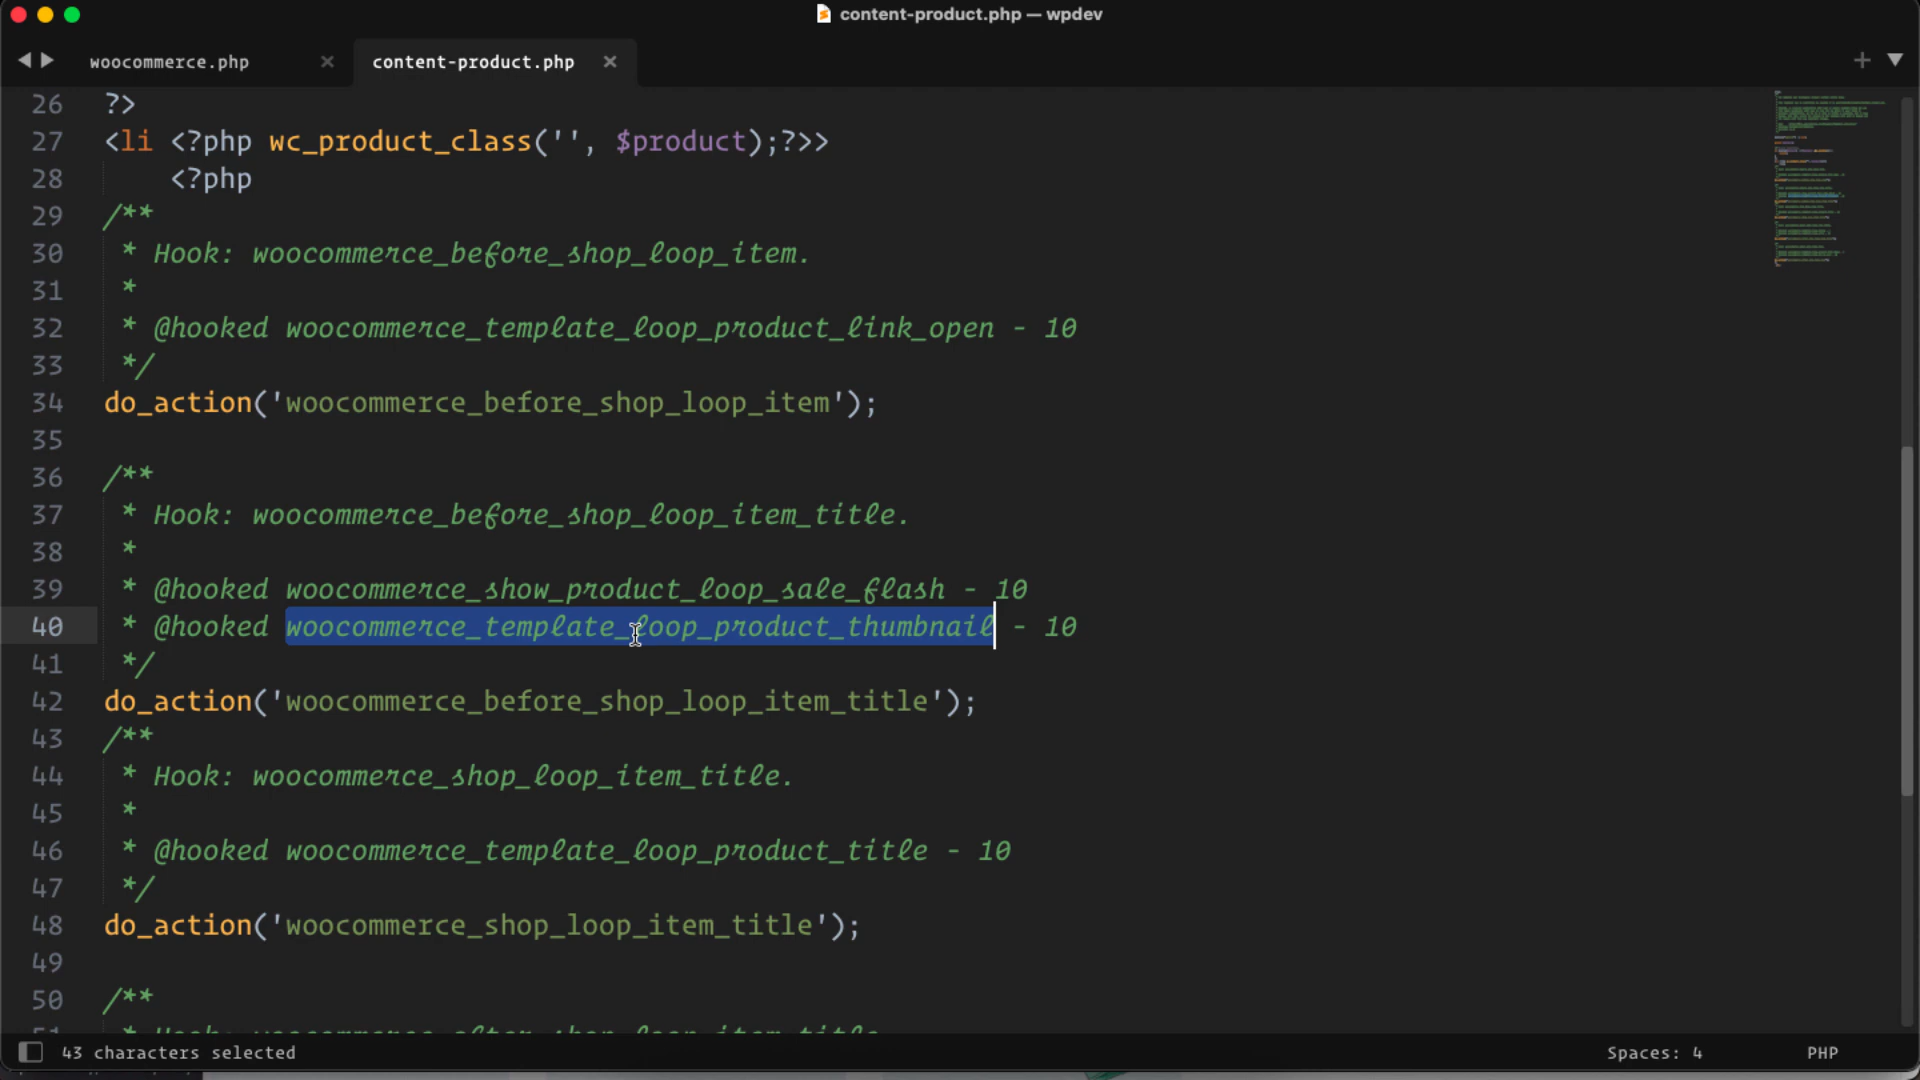 content-product.php — wpdev
woocommerce.php
content-product.php
26 ?>
27 <li <?php wc_product_class('', $product);?>>
28 <?php
29 /**
30 * Hook: woocommerce_before_shop_loop_item.
31 *
32 * @hooked woocommerce_template_loop_product_link_open - 10
33 */
34 do_action('woocommerce_before_shop_loop_item');
35
36 /**
37 * Hook: woocommerce_before_shop_loop_item_title.
38 *
39 * @hooked woocommerce_show_product_loop_sale_flash - 10
40 * @hooked woocommerce_template_loop_product_thumbnail - 10
41 */
42 do_action('woocommerce_before_shop_loop_item_title');
43 /**
44 * Hook: woocommerce_shop_loop_item_title.
45 *
46 * @hooked woocommerce_template_loop_product_title - 10
47 */
48 do_action('woocommerce_shop_loop_item_title');
49
50 /**
51 * Hook: woocommerce_after_shop_loop_item_title.
43 characters selected
Spaces: 4
PHP